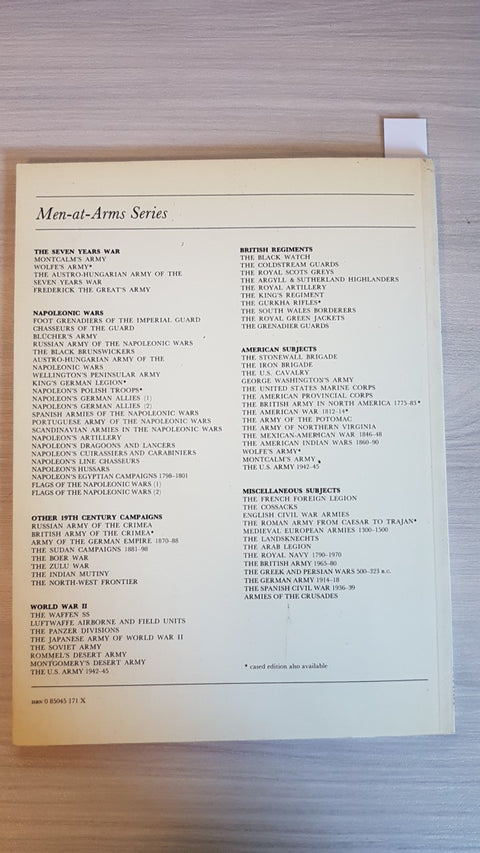 Men-at-Arms Series
THE SEVEN YEARS WAR
MONTCALM'S ARMY
WOLFE'S ARMY*
THE AUSTRO-HUNGARIAN ARMY OF THE
SEVEN YEARS WAR
FREDERICK THE GREAT'S ARMY
NAPOLEONIC WARS
FOOT GRENADIERS OF THE IMPERIAL GUARD
CHASSEURS OF THE GUARD
BLÜCHER'S ARMY
RUSSIAN ARMY OF THE NAPOLEONIC WARS
THE BLACK BRUNSWICKERS
AUSTRO-HUNGARIAN ARMY OF THE
NAPOLEONIC WARS
WELLINGTON'S PENINSULAR ARMY
KING'S GERMAN LEGION*
NAPOLEON'S POLISH TROOPS*
NAPOLEON'S GERMAN ALLIES (1)
NAPOLEON'S GERMAN ALLIES (2)
SPANISH ARMIES OF THE NAPOLEONIC WARS
PORTUGUESE ARMY OF THE NAPOLEONIC WARS
SCANDINAVIAN ARMIES IN THE NAPOLEONIC WARS
NAPOLEON'S ARTILLERY
NAPOLEON'S DRAGOONS AND LANCERS
NAPOLEON'S CUIRASSIERS AND CARABINIERS
NAPOLEON'S LINE CHASSEURS
NAPOLEON'S HUSSARS
NAPOLEON'S EGYPTIAN CAMPAIGNS 1798-1801
FLAGS OF THE NAPOLEONIC WARS (1)
FLAGS OF THE NAPOLEONIC WARS (2)
OTHER 19TH CENTURY CAMPAIGNS
RUSSIAN ARMY OF THE CRIMEA
BRITISH ARMY OF THE CRIMEA*
ARMY OF THE GERMAN EMPIRE 1870-88
THE SUDAN CAMPAIGNS 1881-98
THE BOER WAR
THE ZULU WAR
THE INDIAN MUTINY
THE NORTH-WEST FRONTIER
WORLD WAR II
THE WAFFEN SS
LUFTWAFFE AIRBORNE AND FIELD UNITS
THE PANZER DIVISIONS
THE JAPANESE ARMY OF WORLD WAR II
THE SOVIET ARMY
ROMMEL'S DESERT ARMY
MONTGOMERY'S DESERT ARMY
THE U.S. ARMY 1942-45
BRITISH REGIMENTS
THE BLACK WATCH
THE COLDSTREAM GUARDS
THE ROYAL SCOTS GREYS
THE ARGYLL & SUTHERLAND HIGHLANDERS
THE ROYAL ARTILLERY
THE KING'S REGIMENT
THE GURKHA RIFLES*
THE SOUTH WALES BORDERERS
THE ROYAL GREEN JACKETS
THE GRENADIER GUARDS
AMERICAN SUBJECTS
THE STONEWALL BRIGADE
THE IRON BRIGADE
THE U.S. CAVALRY
GEORGE WASHINGTON'S ARMY
THE UNITED STATES MARINE CORPS
THE AMERICAN PROVINCIAL CORPS
THE BRITISH ARMY IN NORTH AMERICA 1775-83*
THE AMERICAN WAR 1812-14*
THE ARMY OF THE POTOMAC
THE ARMY OF NORTHERN VIRGINIA
THE MEXICAN-AMERICAN WAR 1846-48
THE AMERICAN INDIAN WARS 1860-90
WOLFE'S ARMY*
MONTCALM'S ARMY
THE U.S. ARMY 1942-45
MISCELLANEOUS SUBJECTS
THE FRENCH FOREIGN LEGION
THE COSSACKS
ENGLISH CIVIL WAR ARMIES
THE ROMAN ARMY FROM CAESAR TO TRAJAN*
MEDIEVAL EUROPEAN ARMIES 1300-1500
THE LANDSKNECHTS
THE ARAB LEGION
THE ROYAL NAVY 1790-1970
THE BRITISH ARMY 1965-80
THE GREEK AND PERSIAN WARS 500-323 B.C.
THE GERMAN ARMY 1914-18
THE SPANISH CIVIL WAR 1936-39
ARMIES OF THE CRUSADES
* cased edition also available
ISBN 0 85045 171 X